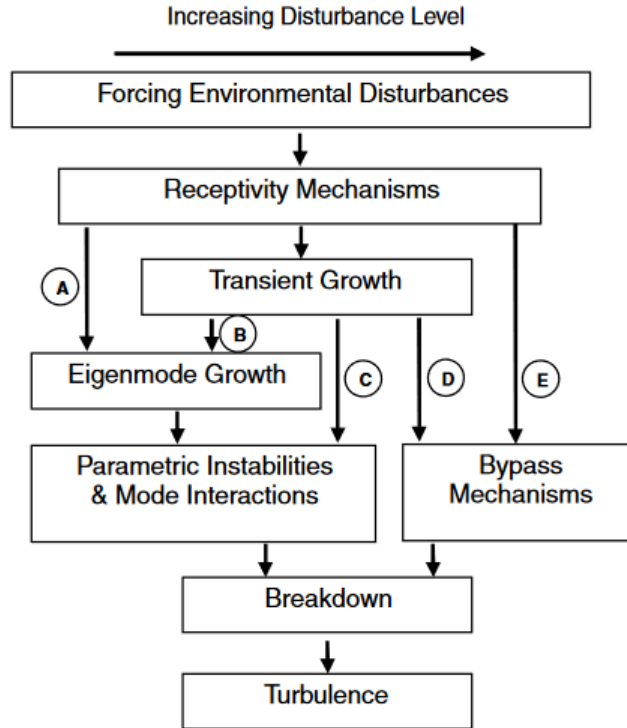 Increasing Disturbance Level
Forcing Environmental Disturbances
Receptivity Mechanisms
Transient Growth
A
B
Eigenmode Growth
C
D
E
Parametric Instabilities
& Mode Interactions
Bypass
Mechanisms
Breakdown
Turbulence